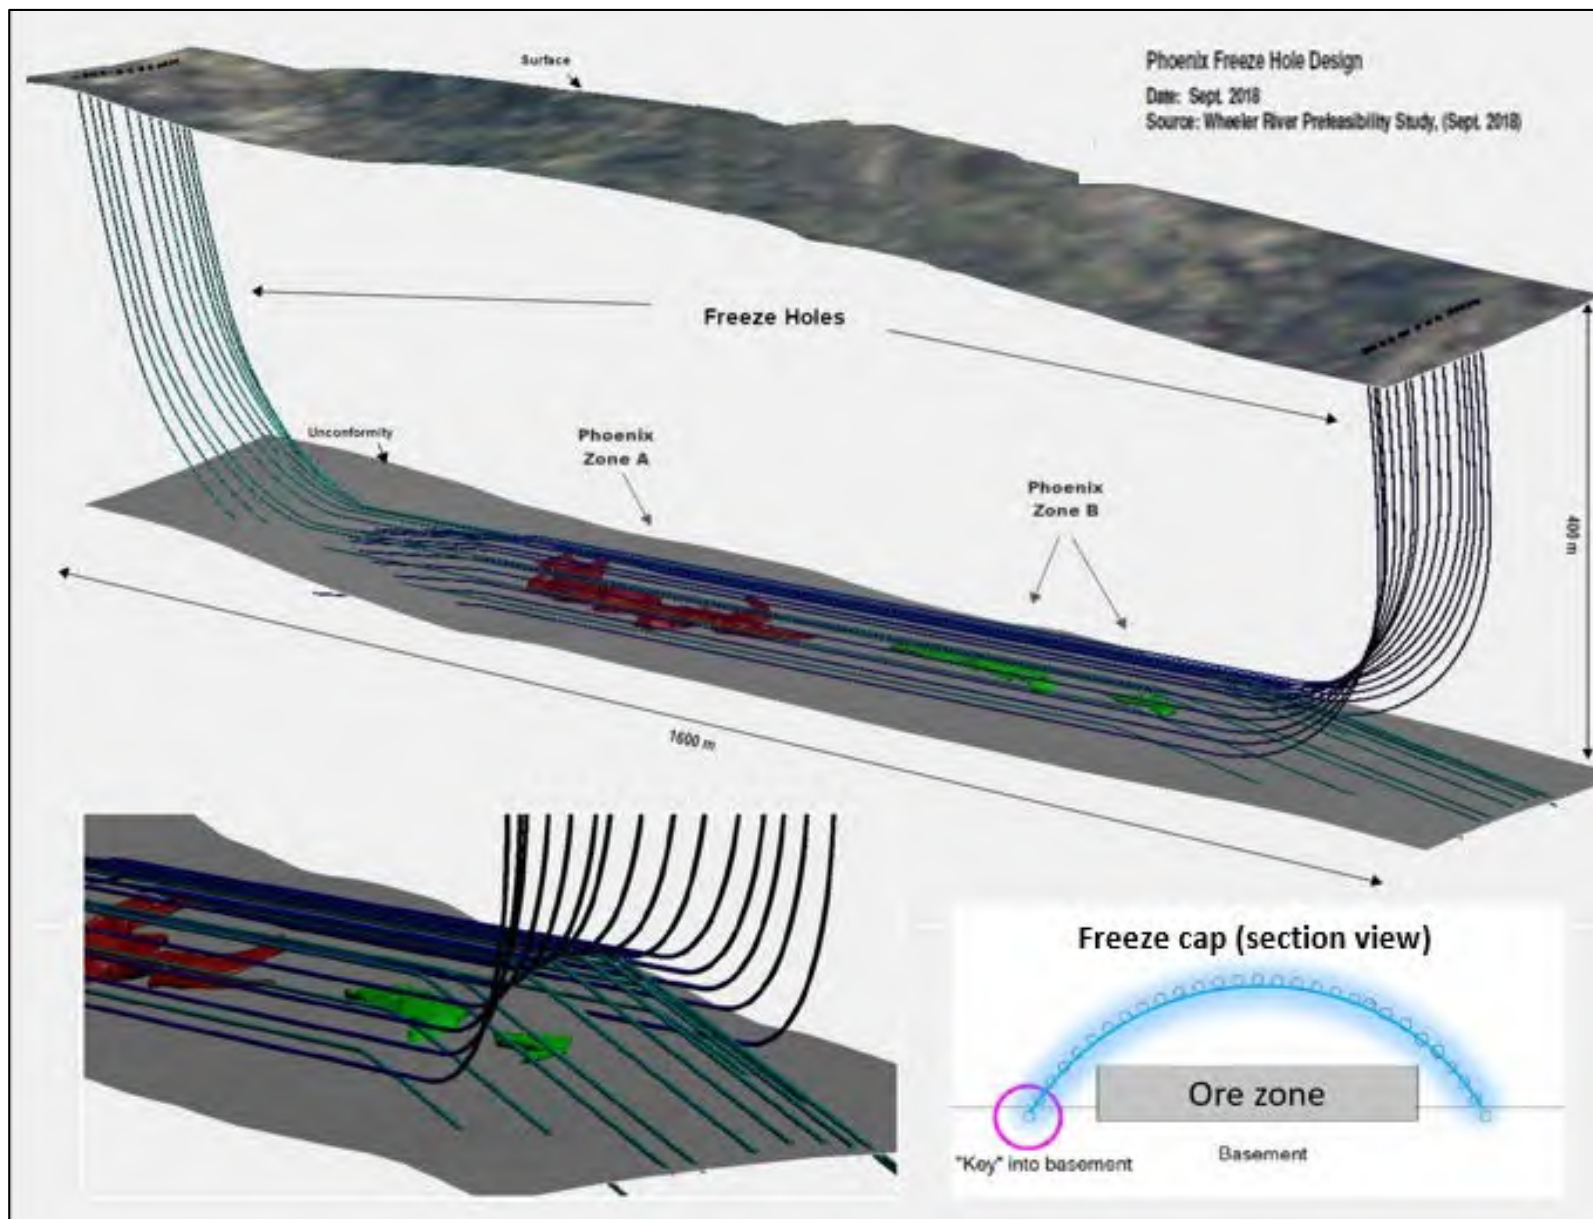 Phoenix Freeze Hole Design
Date: Sept. 2018
Source: Wheeler River Prefeasibility Study, (Sept. 2018)
Surface
Freeze Holes
Unconformity
Phoenix
Zone A
Phoenix
Zone B
400 m
1600 m
Freeze cap (section view)
Ore zone
"Key" into basement
Basement